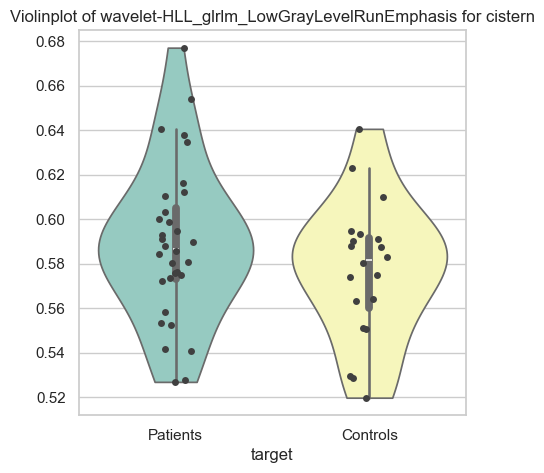 Violinplot of wavelet-HLL_glrlm_LowGrayLevelRunEmphasis for cistern
0.68
0.66
0.64
0.62
0.60
0.58
0.56
0.54
0.52
Patients
Controls
target